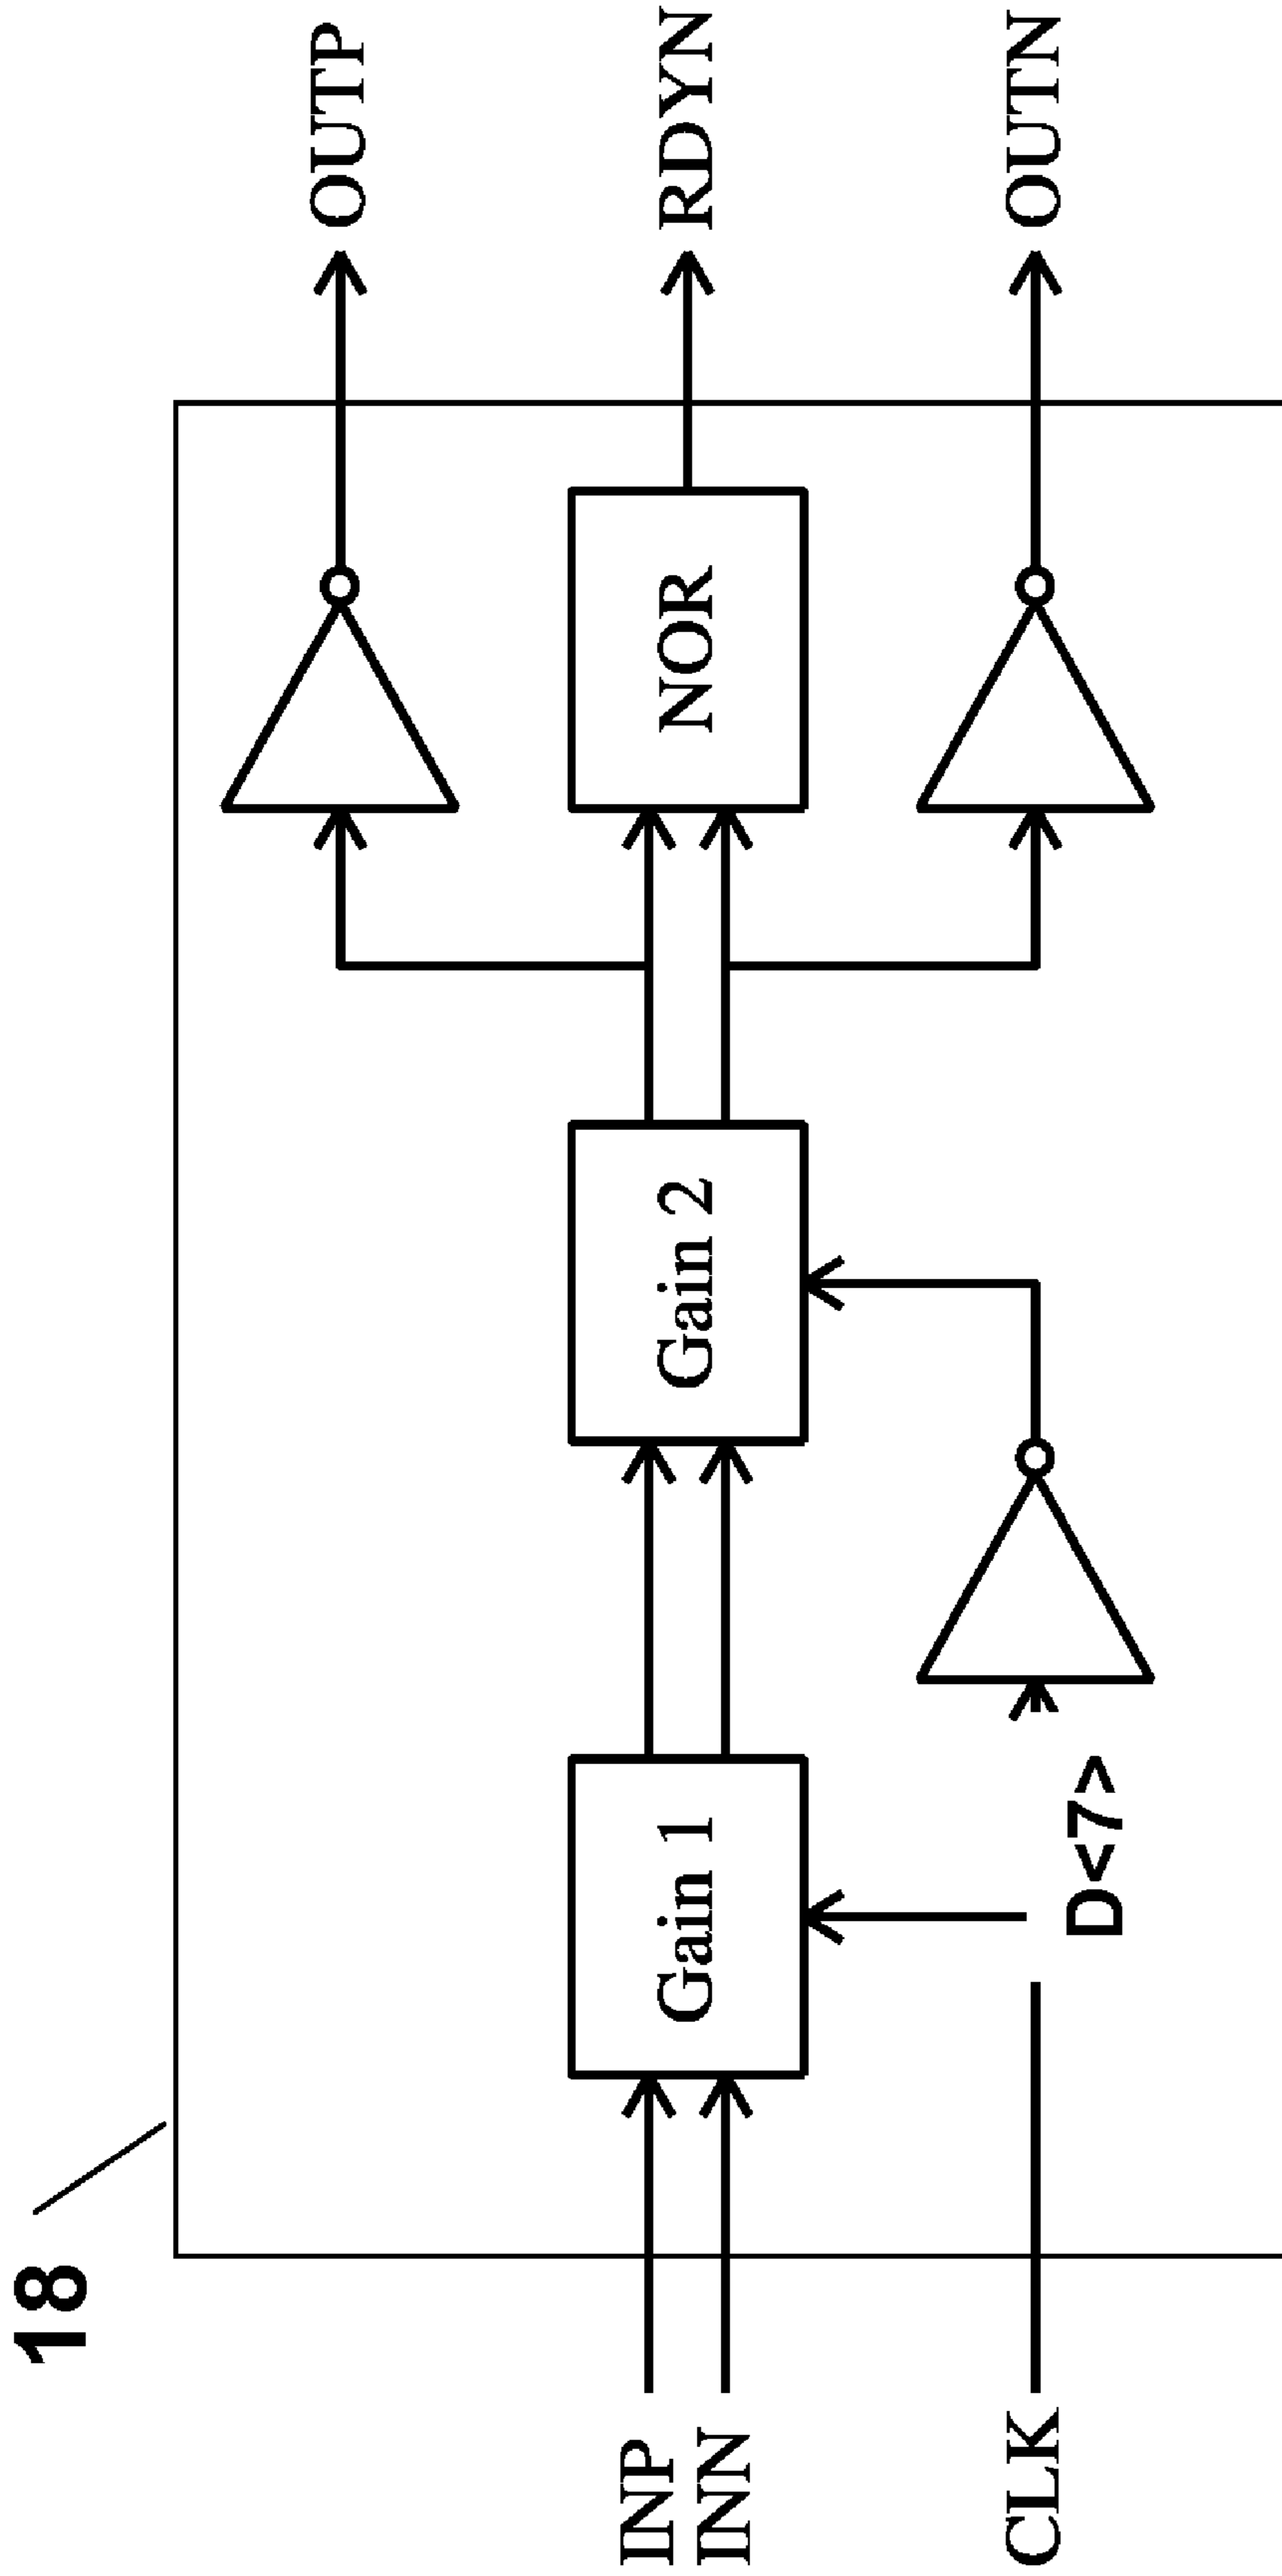 18
OUTP
INP
INN
Gain 1
Gain 2
NOR
RDYN
CLK
D<7>
OUTN